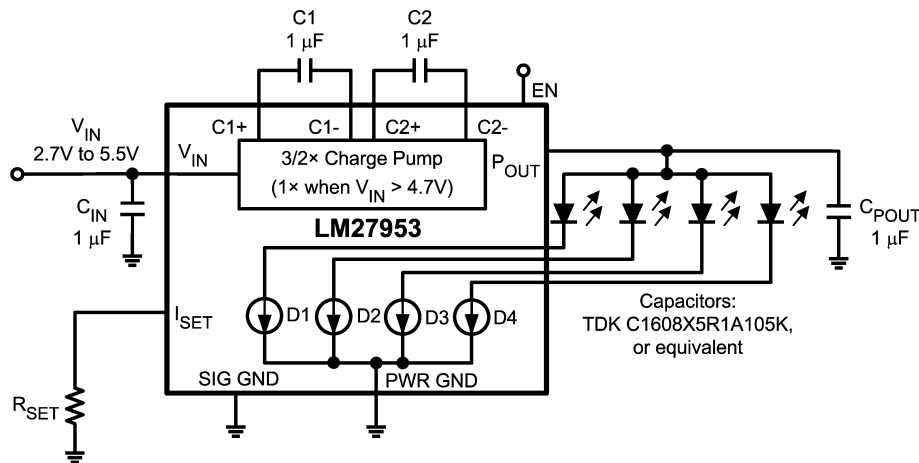 C1
1 µF
C2
1 µF
EN
C1+
C1-
C2+
C2-
V_IN
2.7V to 5.5V
V_IN
3/2× Charge Pump
(1× when V_IN > 4.7V)
P_OUT
LM27953
C_IN
1 µF
C_POUT
1 µF
I_SET
D1
D2
D3
D4
Capacitors:
TDK C1608X5R1A105K,
or equivalent
SIG GND
PWR GND
R_SET